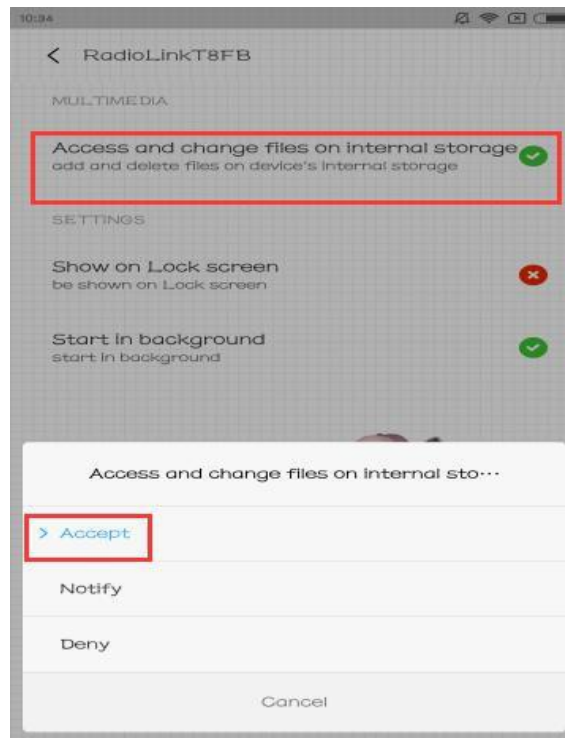 10:34
RadioLinkT8FB
MULTIMEDIA
Access and change files on internal storage
add and delete files on device's internal storage
SETTINGS
Show on Lock screen
be shown on Lock screen
Start in background
start in background
Access and change files on internal sto···
> Accept
Notify
Deny
Cancel